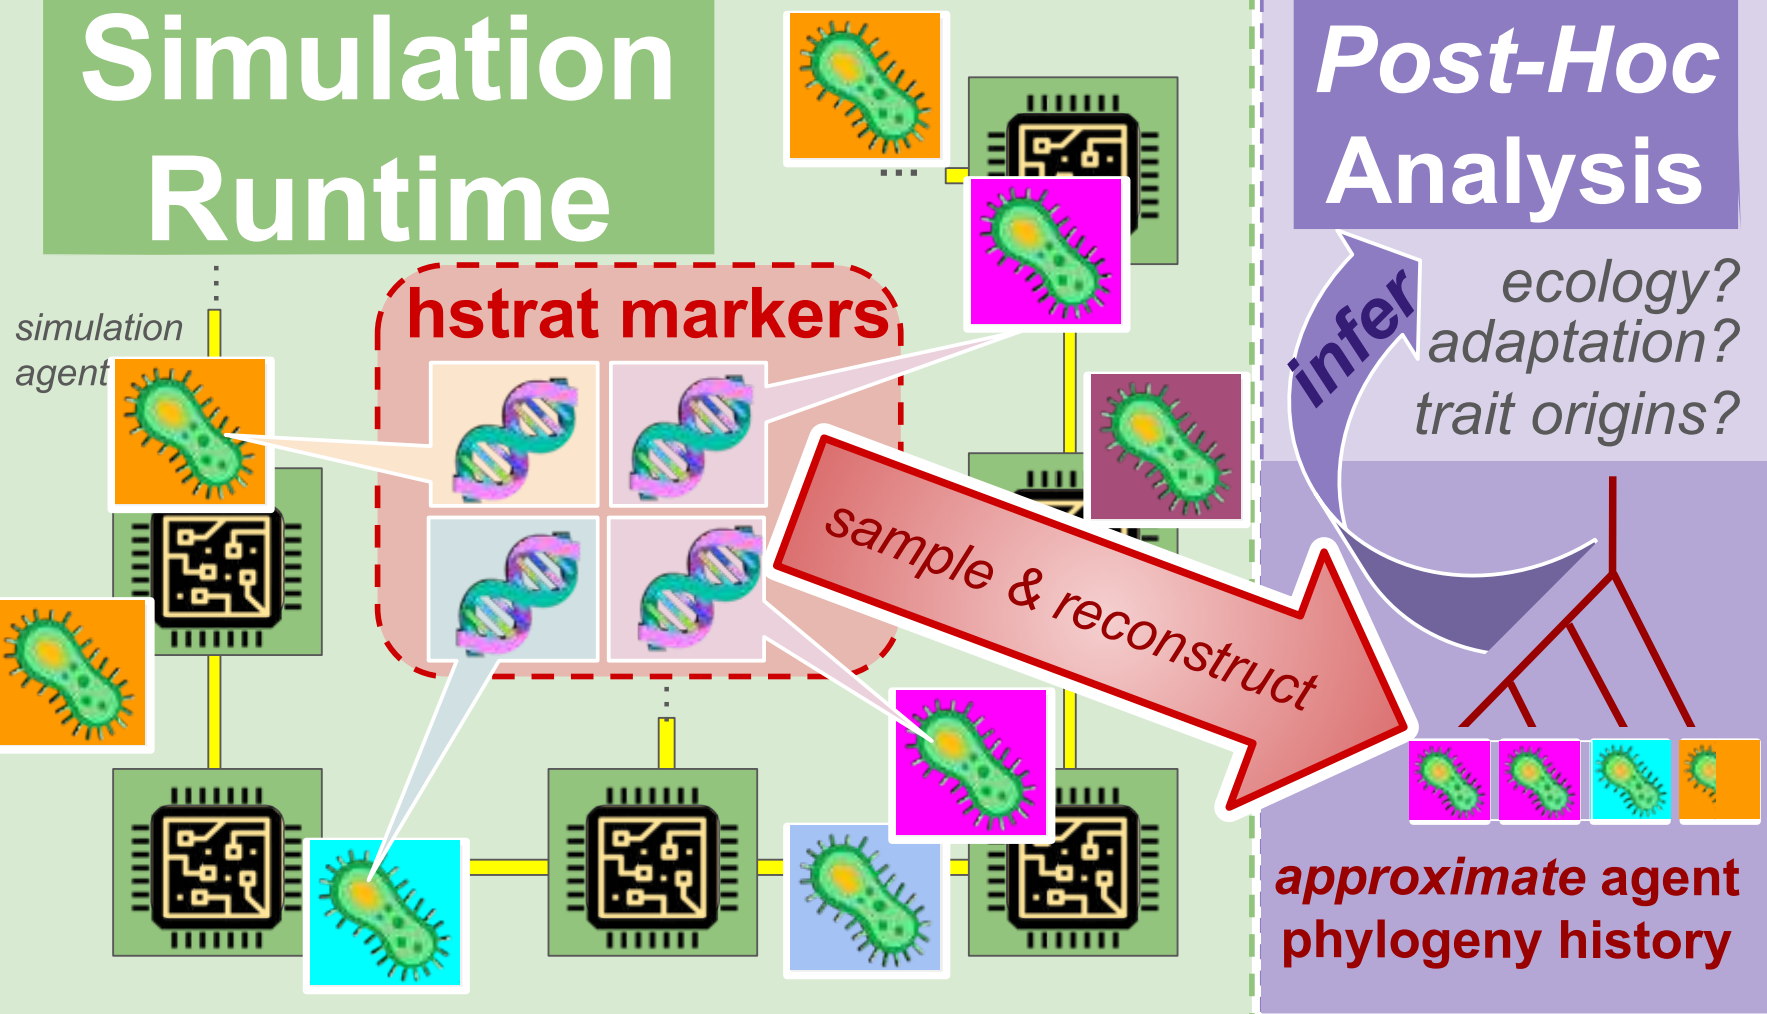 Simulation
Runtime
simulation
agent
hstrat markers
sample & reconstruct
Post-Hoc
Analysis
infer
ecology?
adaptation?
trait origins?
approximate agent
phylogeny history